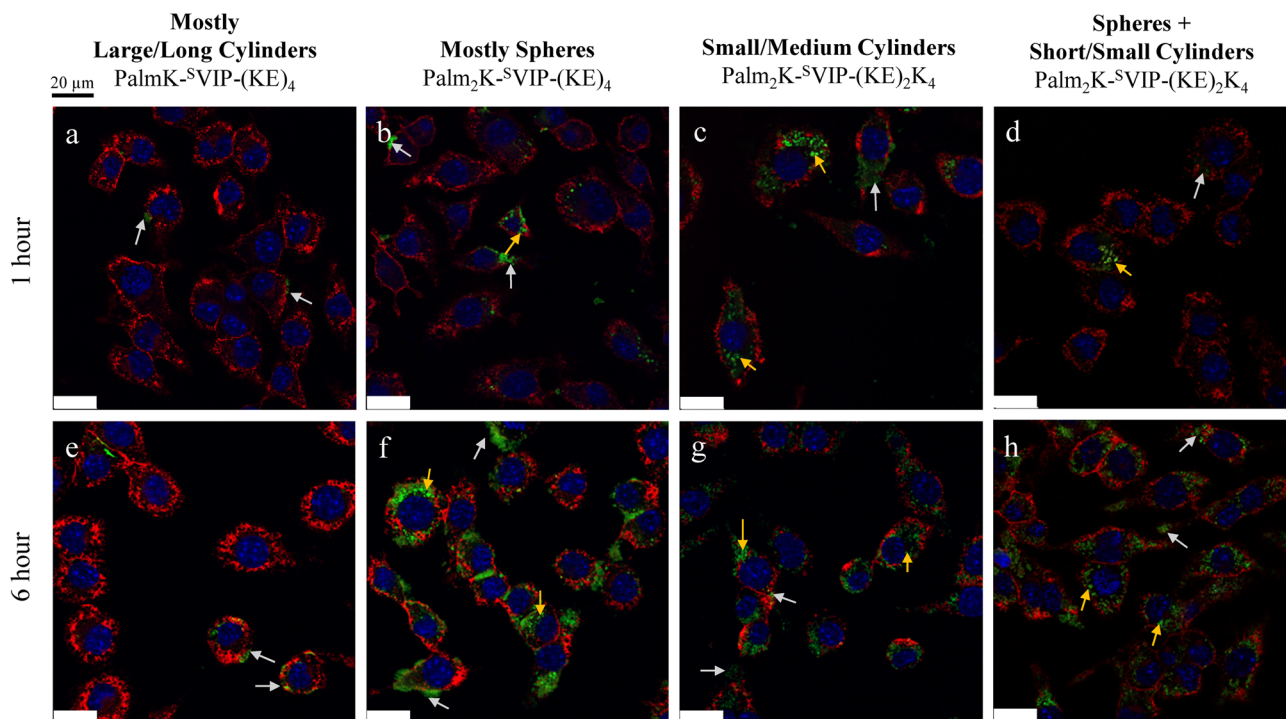 Mostly
Large/Long Cylinders
PalmK-ˢVIP-(KE)₄
Mostly Spheres
Palm₂K-ˢVIP-(KE)₄
Small/Medium Cylinders
Palm₂K-ˢVIP-(KE)₂K₄
Spheres +
Short/Small Cylinders
Palm₂K-ˢVIP-(KE)₂K₄
20 µm
1 hour
a
b
c
d
6 hour
e
f
g
h